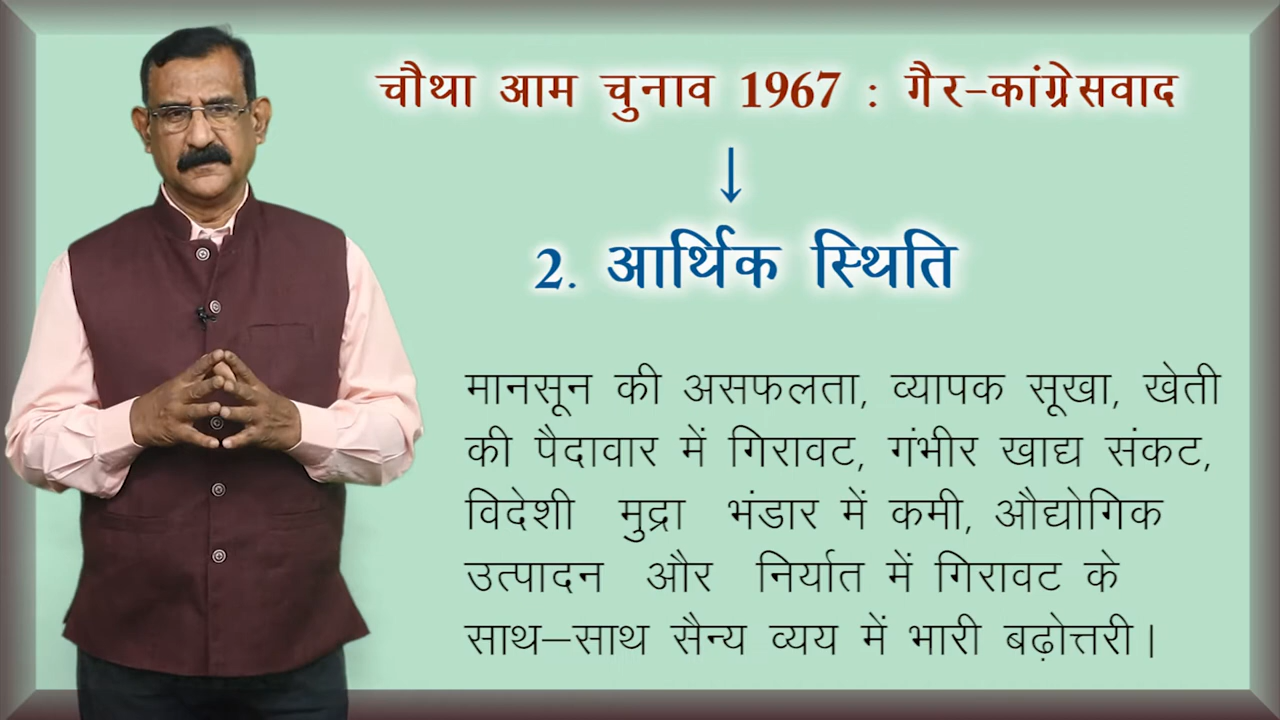 चौथा आम चुनाव 1967 : गैर-कांग्रेसवाद
2. आर्थिक स्थिति
मानसून की असफलता, व्यापक सूखा, खेती
की पैदावार में गिरावट, गंभीर खाद्य संकट,
विदेशी मुद्रा भंडार में कमी, औद्योगिक
उत्पादन और निर्यात में गिरावट के
साथ–साथ सैन्य व्यय में भारी बढ़ोत्तरी।